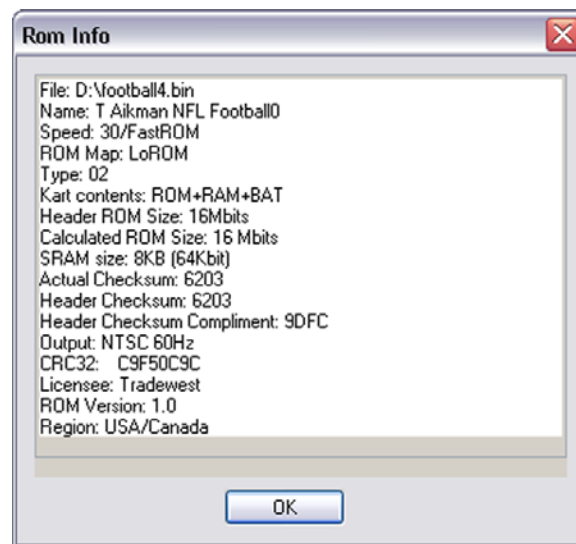 Rom Info
File: D:\football4.bin
Name: T Aikman NFL Football0
Speed: 30/FastROM
ROM Map: LoROM
Type: 02
Kart contents: ROM+RAM+BAT
Header ROM Size: 16Mbits
Calculated ROM Size: 16 Mbits
SRAM size: 8KB (64Kbit)
Actual Checksum: 6203
Header Checksum: 6203
Header Checksum Compliment: 9DFC
Output: NTSC 60Hz
CRC32: C9F50C9C
Licensee: Tradewest
ROM Version: 1.0
Region: USA/Canada
OK